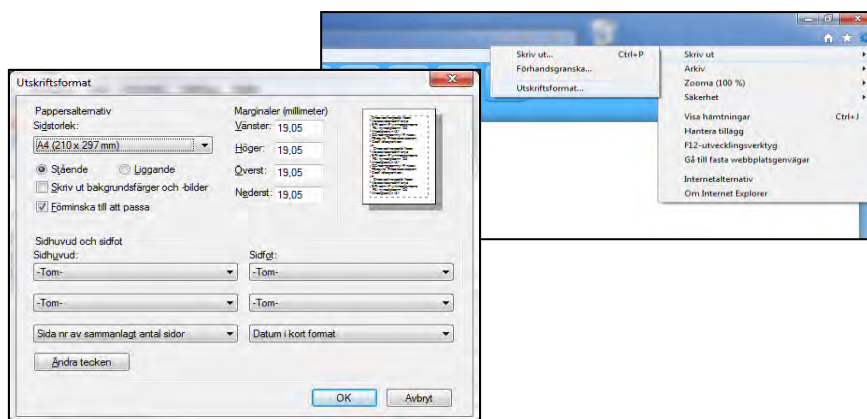 Skriv ut... Ctrl+P
Förhandsgranska...
Utskriftsformat...
Skriv ut
Arkiv
Zooma (100 %)
Säkerhet
Visa hämtningar Ctrl+J
Hantera tillägg
F12-utvecklingsverktyg
Gå till fasta webbplatsgenvägar
Internetalternativ
Om Internet Explorer
Utskriftsformat
Pappersalternativ
Sidstorlek:
A4 (210 x 297 mm)
Stående Liggande
Skriv ut bakgrundsfärger och -bilder
Förminska till att passa
Marginaler (millimeter)
Vänster: 19,05
Höger: 19,05
Överst: 19,05
Nederst: 19,05
Sidhuvud och sidfot
Sidhuvud: Sidfot:
-Tom- -Tom-
-Tom- -Tom-
Sida nr av sammanlagt antal sidor Datum i kort format
Ändra tecken
OK Avbryt